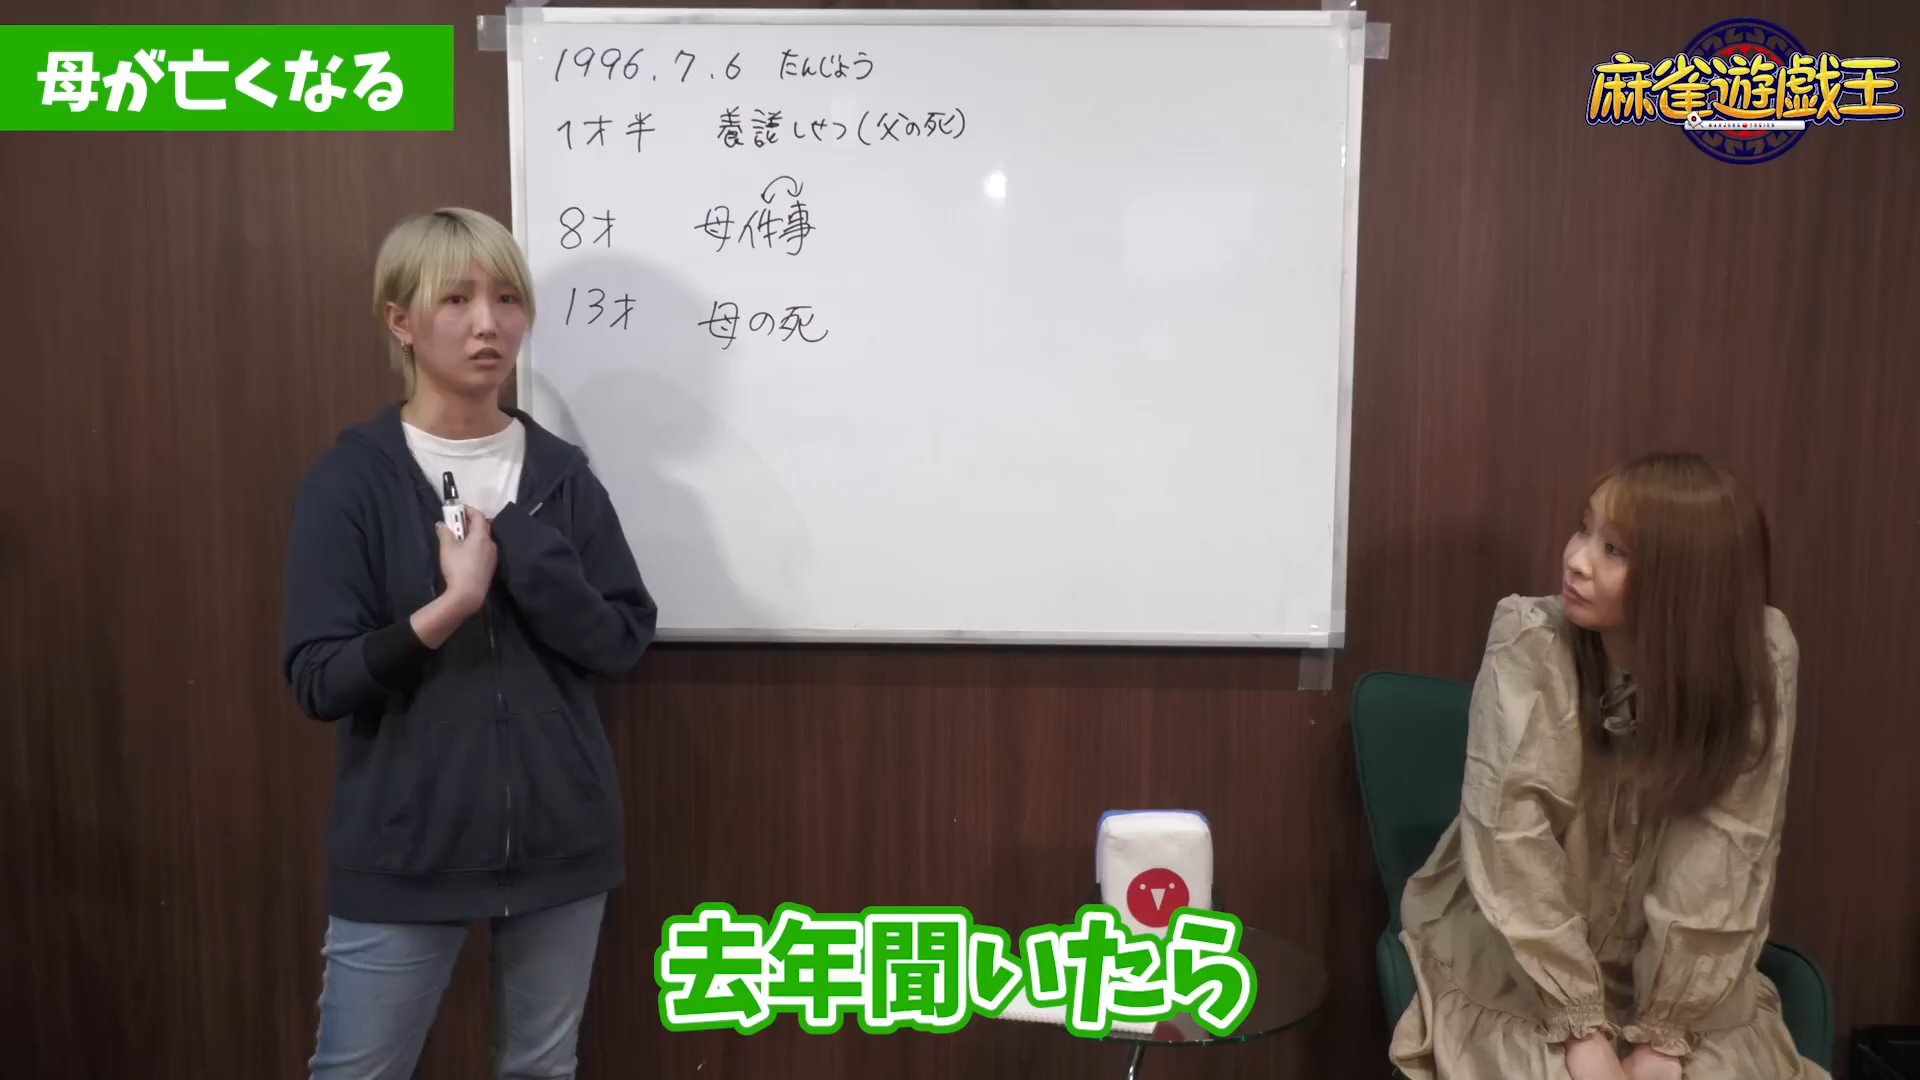 母が亡くなる
麻雀遊戯王
1996.7.6 たんじょう
1才半 養護しせつ(父の死)
8才 母件事
13才 母の死
去年聞いたら